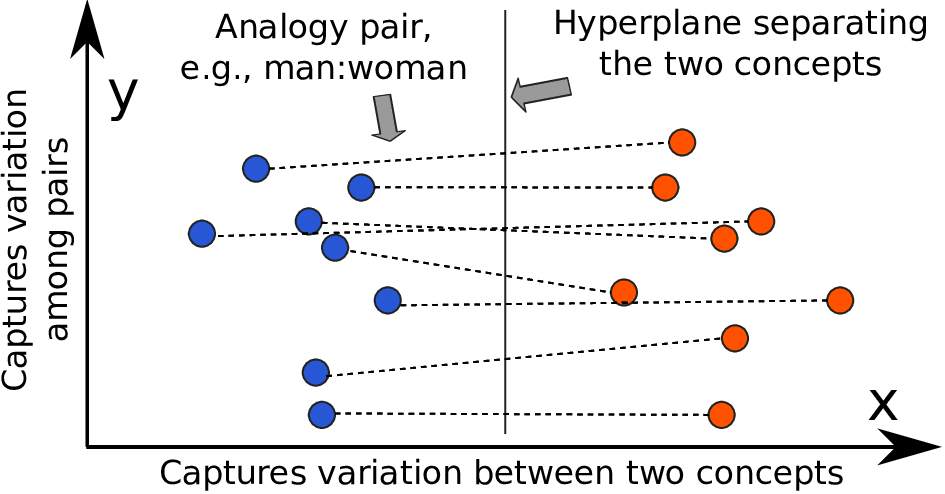 Analogy pair,
e.g., man:woman
Hyperplane separating
the two concepts
y
Captures variation
among pairs
x
Captures variation between two concepts